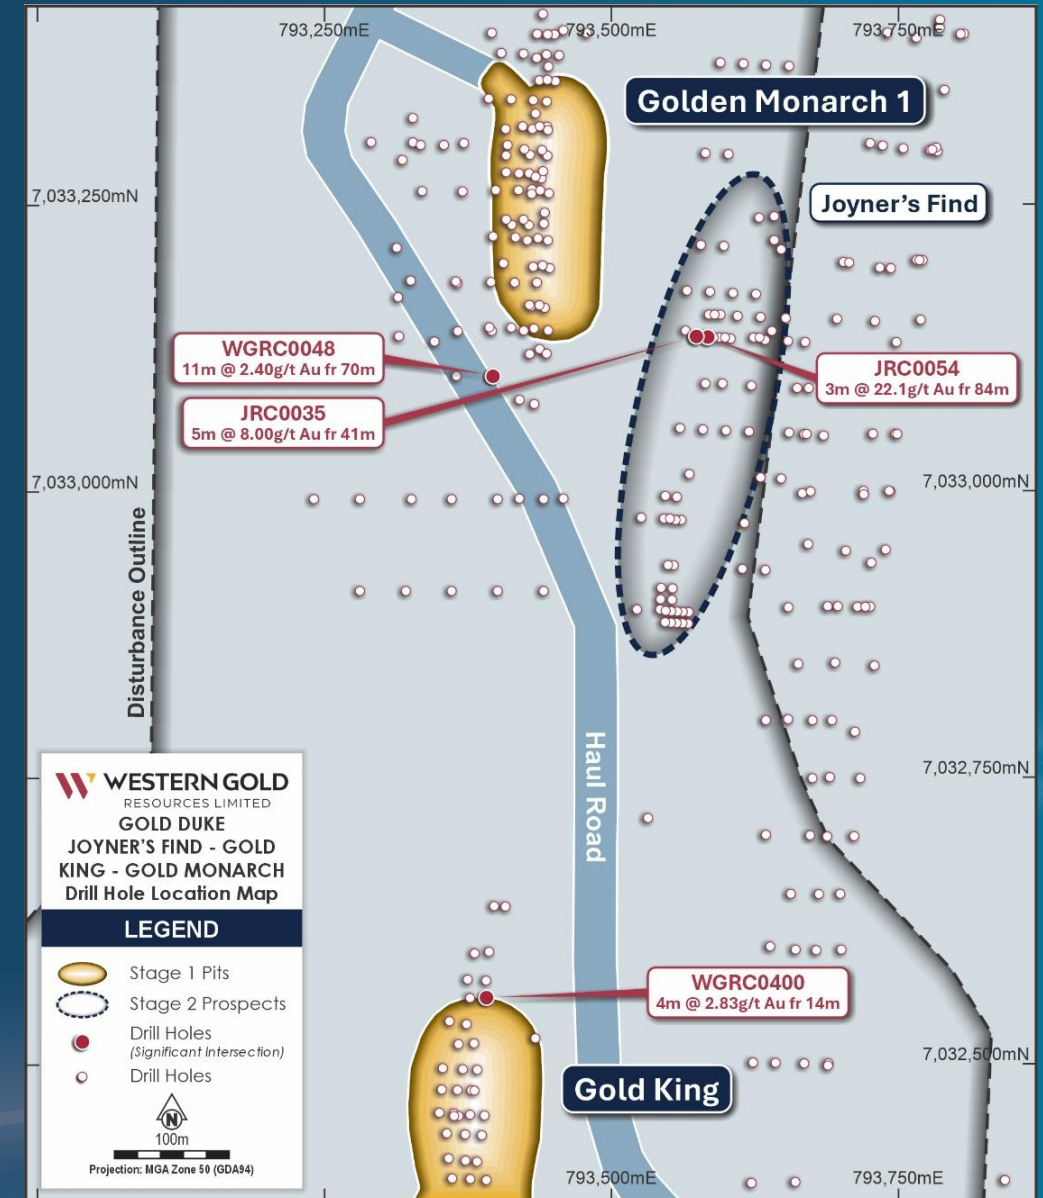 793,250mE
793,500mE
793,750mE
Golden Monarch 1
7,033,250mN
Joyner's Find
WGRC0048
11m @ 2.40g/t Au fr 70m
JRC0054
3m @ 22.1g/t Au fr 84m
JRC0035
5m @ 8.00g/t Au fr 41m
7,033,000mN
7,033,000mN
Disturbance Outline
Haul Road
7,032,750mN
WESTERN GOLD
RESOURCES LIMITED
GOLD DUKE
JOYNER'S FIND - GOLD
KING - GOLD MONARCH
Drill Hole Location Map
LEGEND
Stage 1 Pits
Stage 2 Prospects
Drill Holes
(Significant Intersection)
Drill Holes
N
100m
Projection: MGA Zone 50 (GDA94)
WGRC0400
4m @ 2.83g/t Au fr 14m
7,032,500mN
Gold King
793,500mE
793,750mE